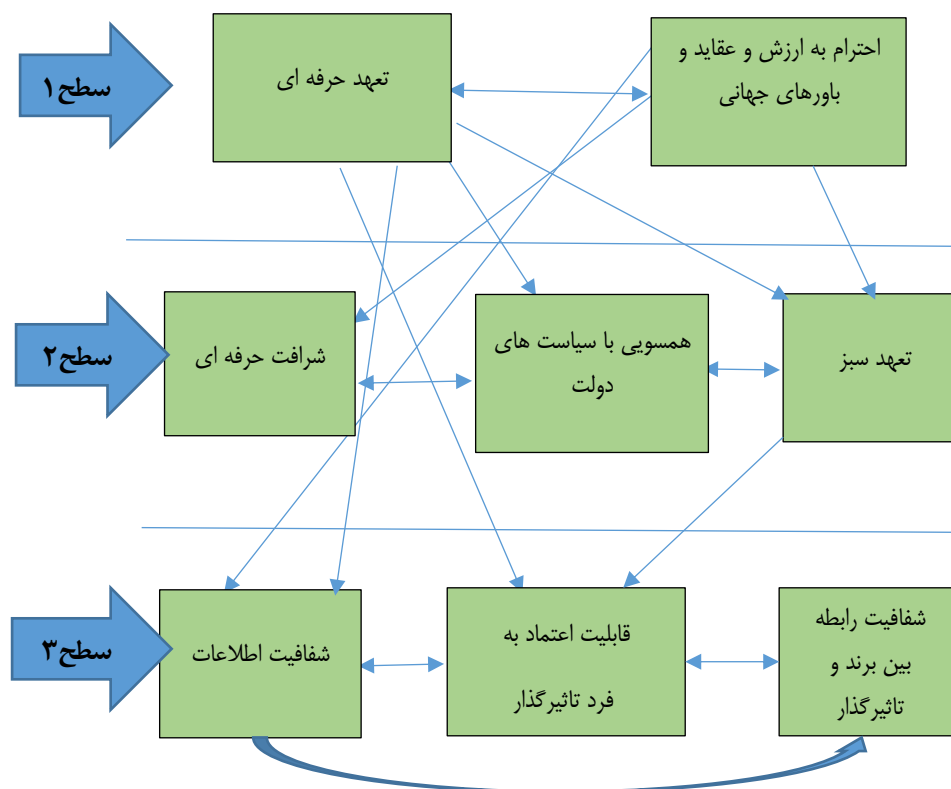 سطح۱
احترام به ارزش و عقاید و
باورهای جهانی
تعهد حرفه ای
سطح۲
تعهد سبز
همسویی با سیاست های
دولت
شرافت حرفه ای
سطح۳
شفافیت رابطه
بین برند و
تاثیرگذار
قابلیت اعتماد به
فرد تاثیرگذار
شفافیت اطلاعات